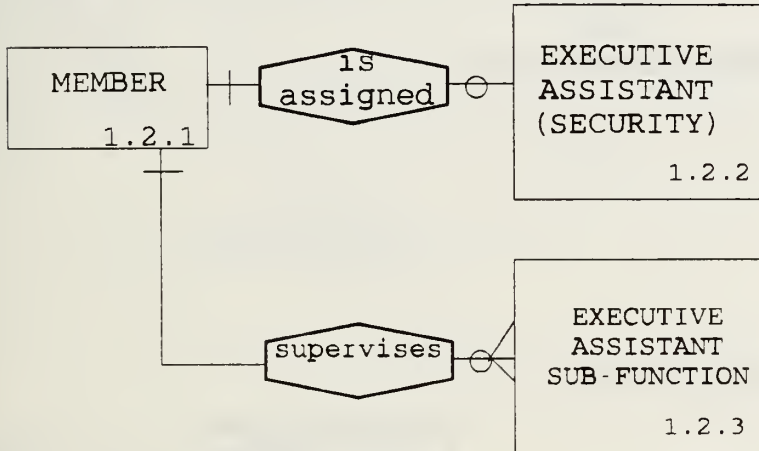 MEMBER
1.2.1
is
assigned
EXECUTIVE
ASSISTANT
(SECURITY)
1.2.2
supervises
EXECUTIVE
ASSISTANT
SUB-FUNCTION
1.2.3